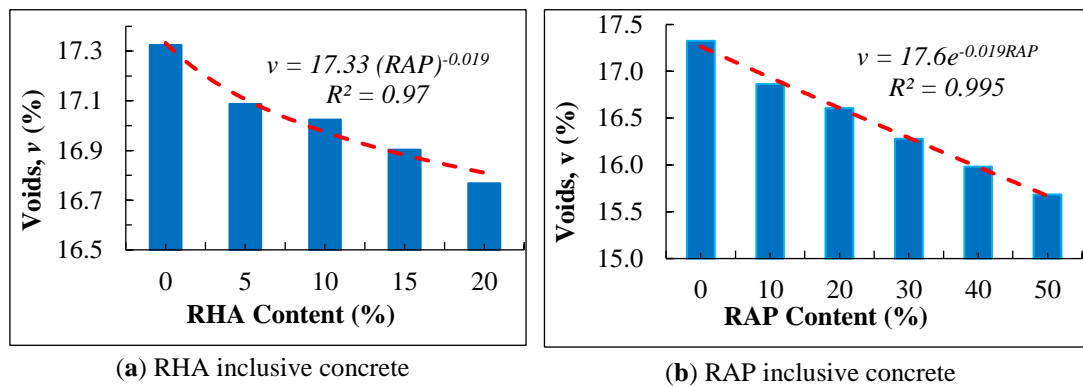 17.3
17.1
16.9
16.7
16.5
Voids, v (%)
v = 17.33 (RAP)^-0.019
R² = 0.97
0 5 10 15 20
RHA Content (%)
(a) RHA inclusive concrete
17.5
17.0
16.5
16.0
15.5
15.0
Voids, v (%)
v = 17.6e^-0.019RAP
R² = 0.995
0 10 20 30 40 50
RAP Content (%)
(b) RAP inclusive concrete